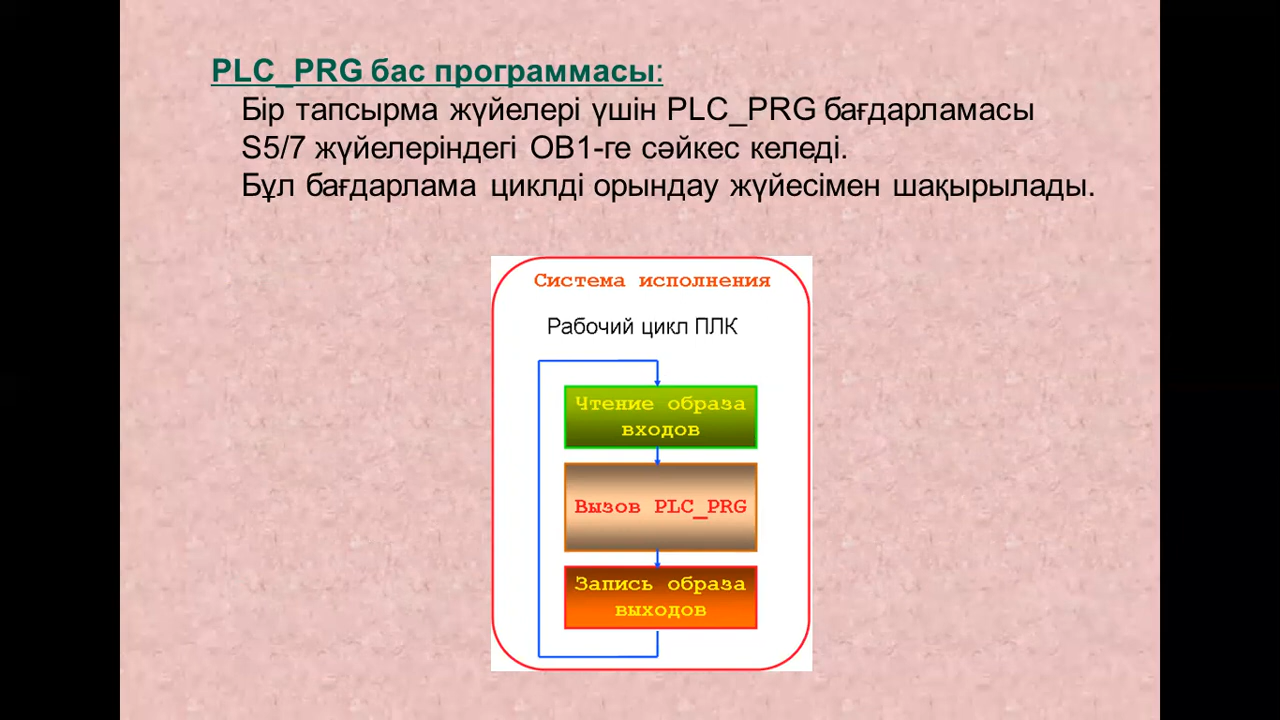 PLC_PRG бас программасы:
Бір тапсырма жүйелері үшін PLC_PRG бағдарламасы
S5/7 жүйелеріндегі OB1-ге сәйкес келеді.
Бұл бағдарлама циклді орындау жүйесімен шақырылады.
Система исполнения
Рабочий цикл ПЛК
Чтение образа
входов
Вызов PLC_PRG
Запись образа
выходов